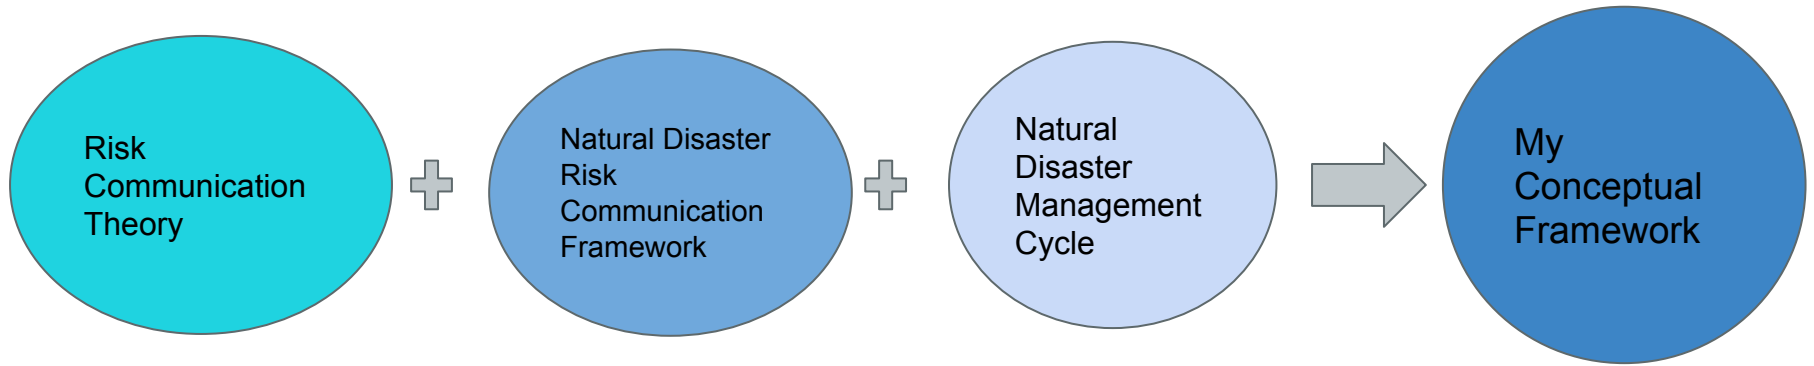 Risk
Communication
Theory
Natural Disaster
Risk
Communication
Framework
Natural
Disaster
Management
Cycle
My
Conceptual
Framework